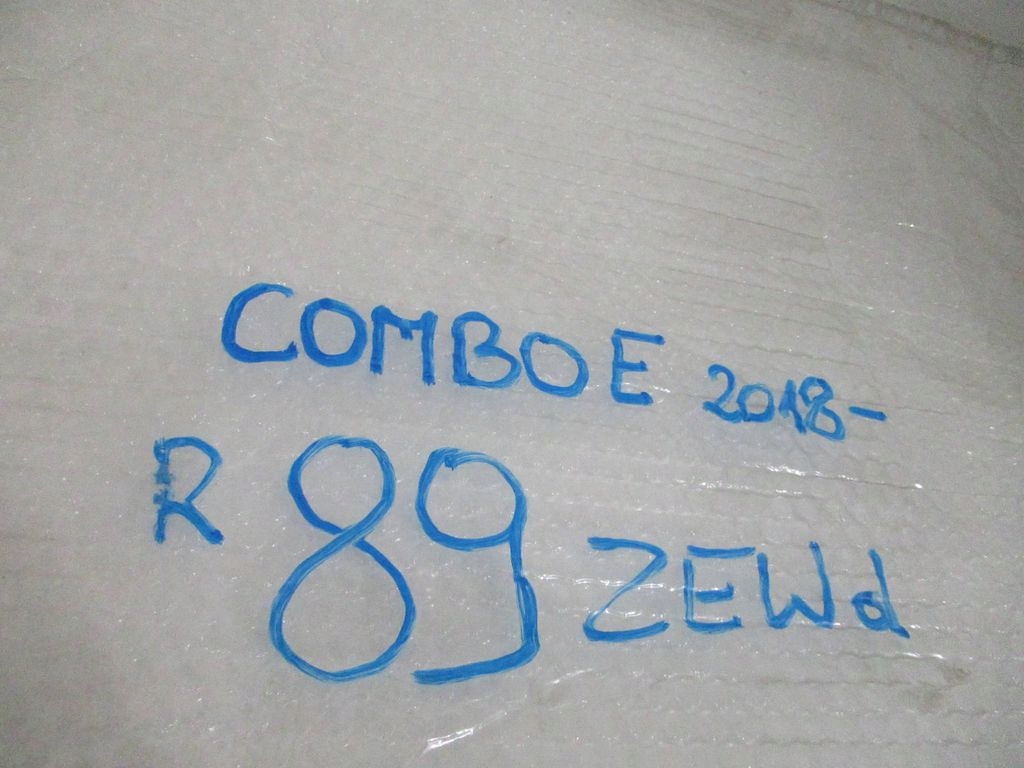 COMBO E 2018-
R 89 ZEWd